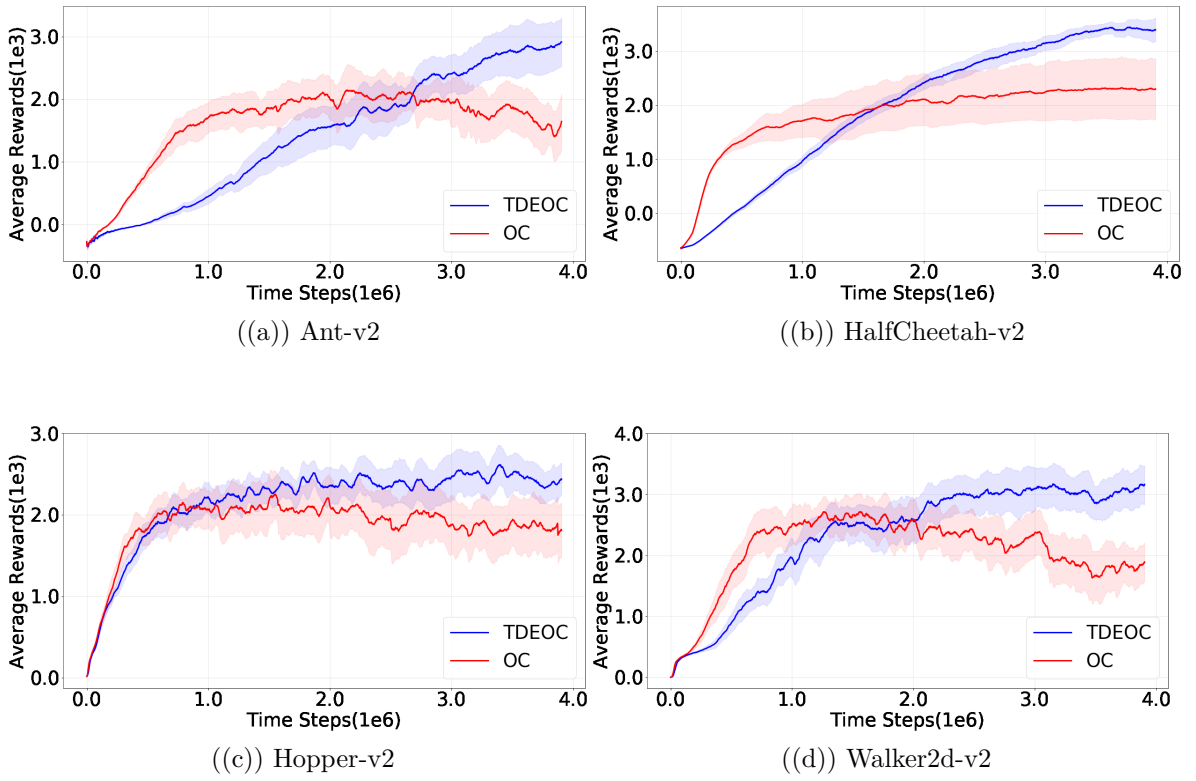 3.0
2.0
1.0
0.0
Average Rewards(1e3)
TDEOC
OC
0.0 1.0 2.0 3.0 4.0
Time Steps(1e6)
((a)) Ant-v2
3.0
2.0
1.0
0.0
Average Rewards(1e3)
TDEOC
OC
0.0 1.0 2.0 3.0 4.0
Time Steps(1e6)
((b)) HalfCheetah-v2
3.0
2.0
1.0
0.0
Average Rewards(1e3)
TDEOC
OC
0.0 1.0 2.0 3.0 4.0
Time Steps(1e6)
((c)) Hopper-v2
4.0
3.0
2.0
1.0
0.0
Average Rewards(1e3)
TDEOC
OC
0.0 1.0 2.0 3.0 4.0
Time Steps(1e6)
((d)) Walker2d-v2